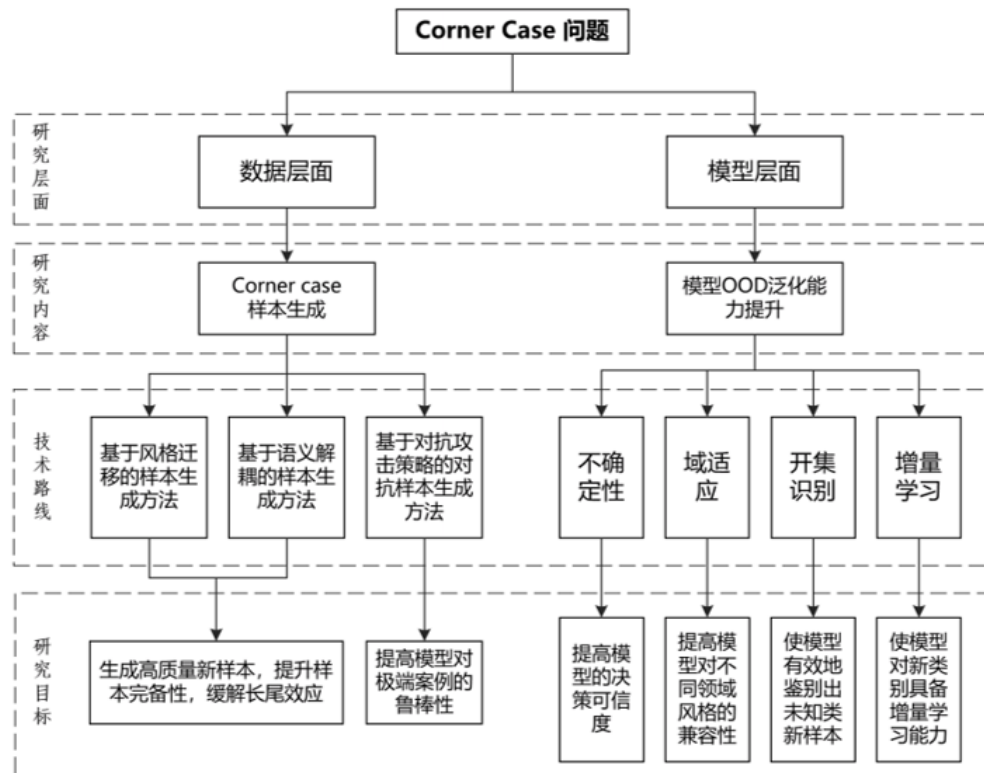 Corner Case 问题
研究层面
数据层面
模型层面
研究内容
Corner case
样本生成
模型OOD泛化能
力提升
技术路线
基于风格迁
移的样本生
成方法
基于语义解
耦的样本生
成方法
基于对抗攻
击策略的对
抗样本生成
方法
不确
定性
域适
应
开集
识别
增量
学习
研究目标
生成高质量新样本，提升样
本完备性，缓解长尾效应
提高模型对
极端案例的
鲁棒性
提高模
型的决
策可信
度
提高模
型对不
同领域
风格的
兼容性
使模型
有效地
鉴别出
未知类
新样本
使模型
对新类
别具备
增量学
习能力